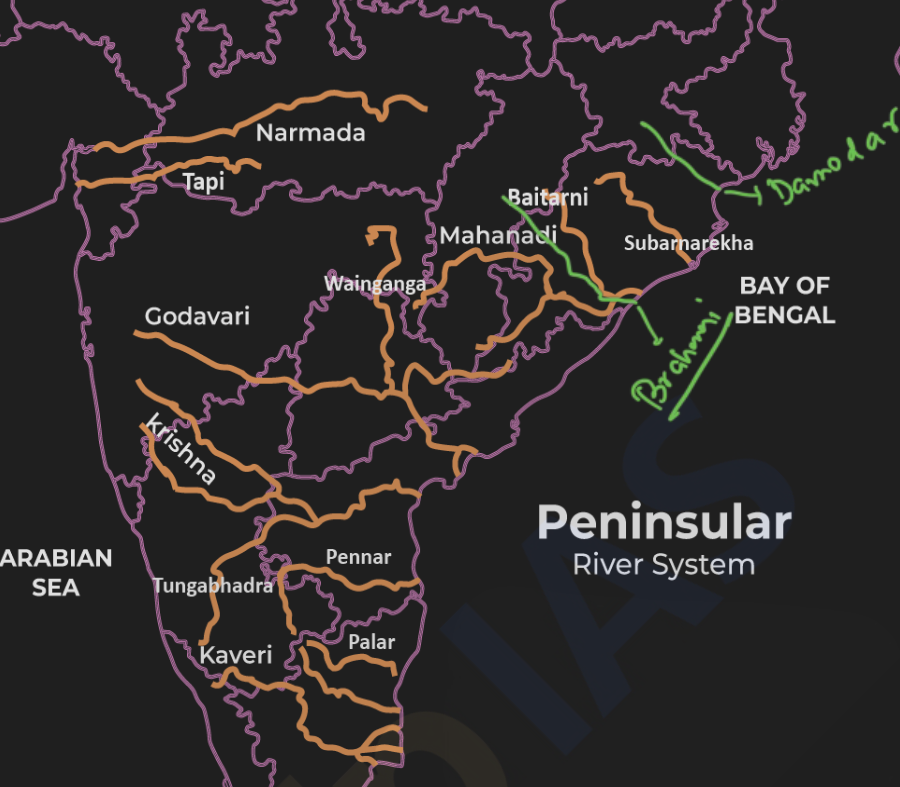 Narmada
Tapi
Damodar
Baitarni
Mahanadi
Subarnarekha
Wainganga
BAY OF
BENGAL
Godavari
Brahmni
krishna
Peninsular
River System
ARABIAN
SEA
Pennar
Tungabhadra
Palar
Kaveri
IAS